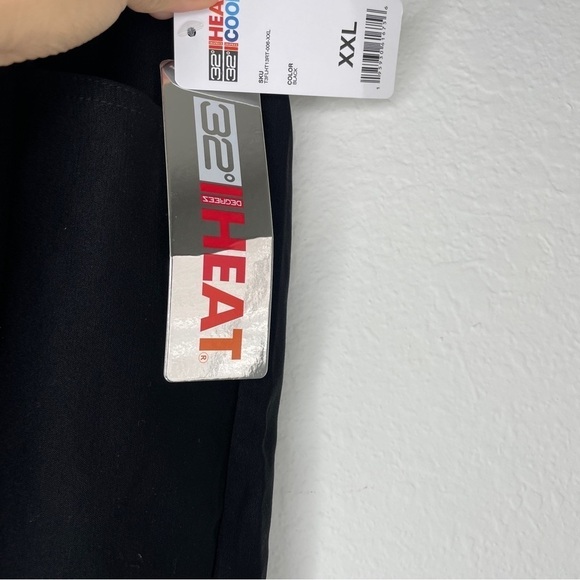 32° HEAT
32° COOL
SKU
COLOR
BLACK
XXL
32° DEGREES HEAT®